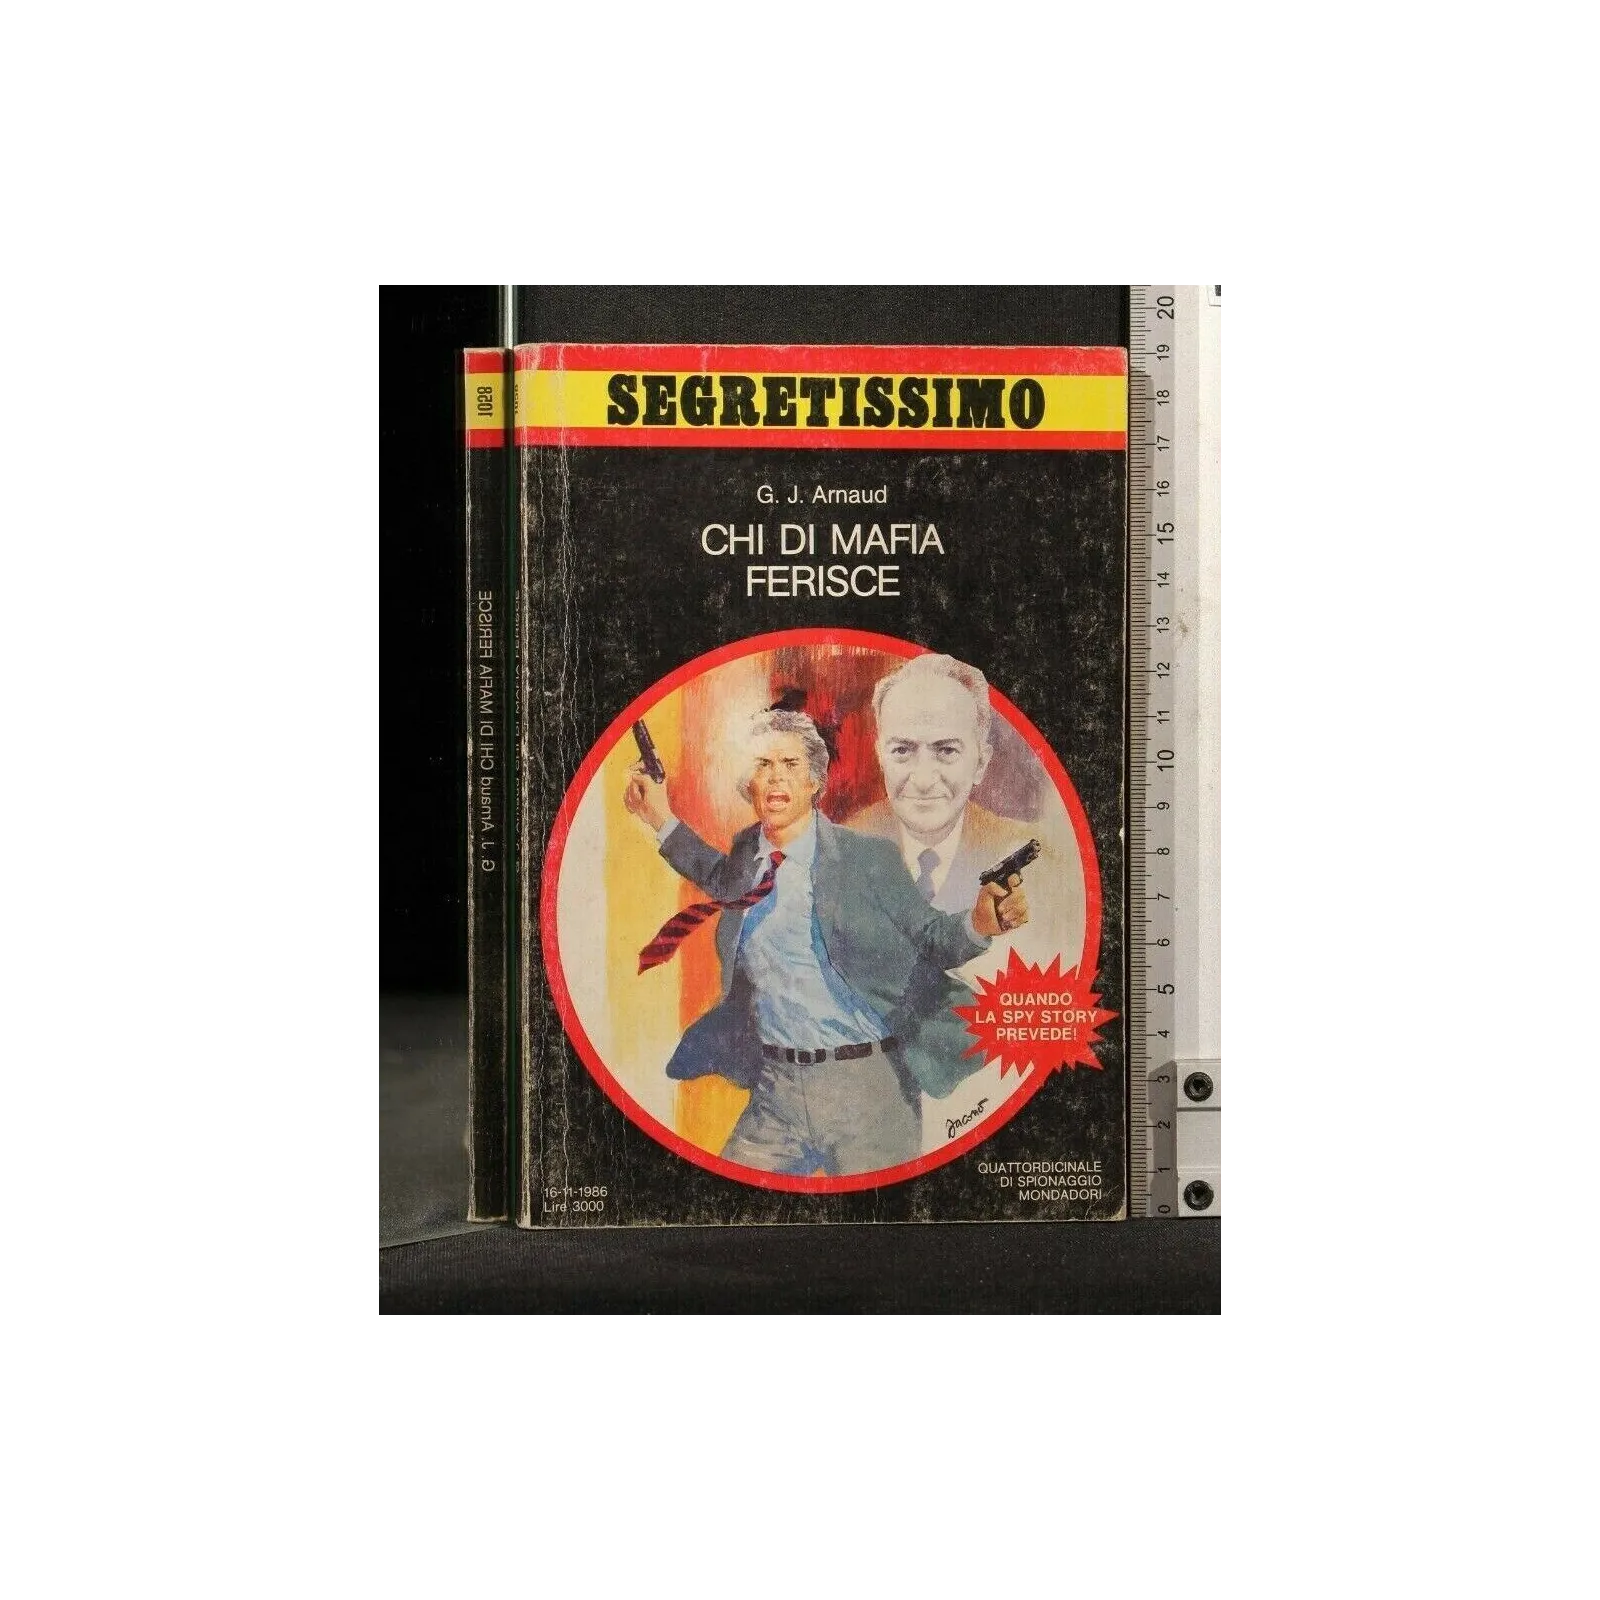 SEGRETISSIMO
G. J. Arnaud
CHI DI MAFIA
FERISCE
QUANDO
LA SPY STORY
PREVEDE!
Jacono
QUATTORDICINALE
DI SPIONAGGIO
MONDADORI
16-11-1986
Lire 3000
1058
G. J. Arnaud CHI DI MAFIA FERISCE
20
19
18
17
16
15
14
13
12
11
10
9
8
7
6
5
4
3
2
1
0